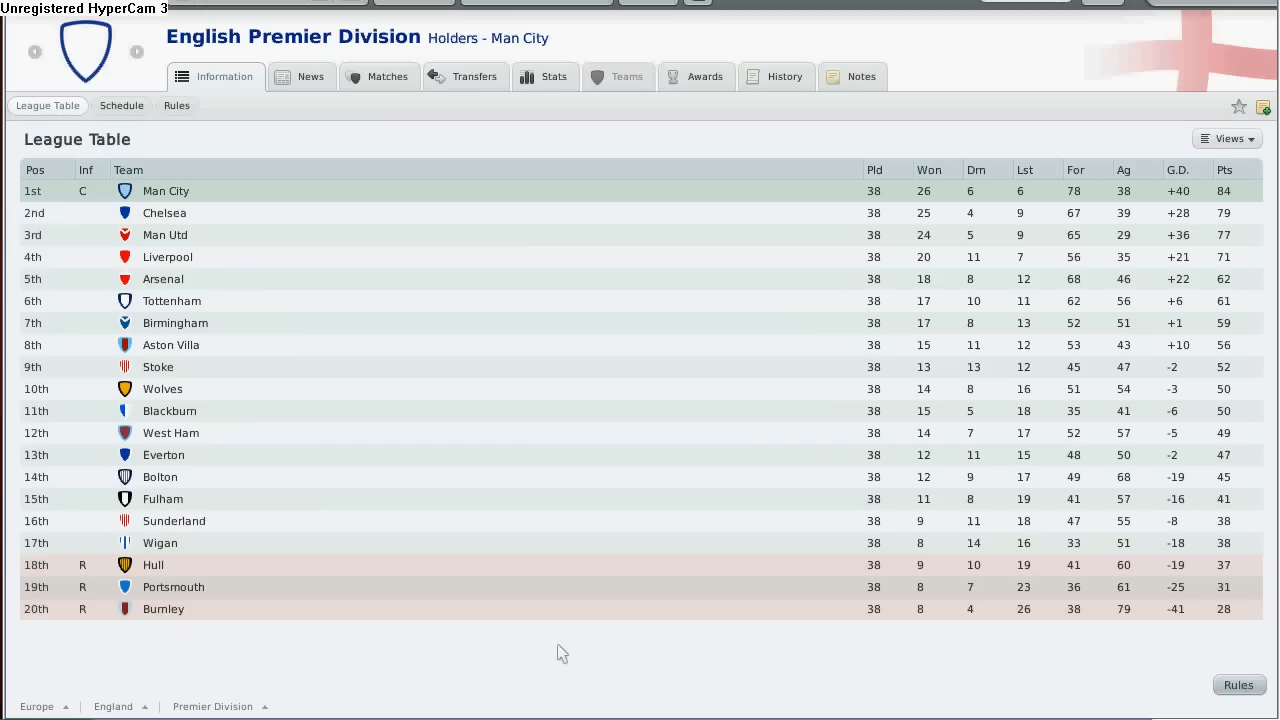 Unregistered HyperCam 3
English Premier Division Holders - Man City
Information News Matches Transfers Stats Teams Awards History Notes
League Table Schedule Rules
League Table Views
Pos Inf Team Pld Won Drn Lst For Ag G.D. Pts
1st C Man City 38 26 6 6 78 38 +40 84
2nd Chelsea 38 25 4 9 67 39 +28 79
3rd Man Utd 38 24 5 9 65 29 +36 77
4th Liverpool 38 20 11 7 56 35 +21 71
5th Arsenal 38 18 8 12 68 46 +22 62
6th Tottenham 38 17 10 11 62 56 +6 61
7th Birmingham 38 17 8 13 52 51 +1 59
8th Aston Villa 38 15 11 12 53 43 +10 56
9th Stoke 38 13 13 12 45 47 -2 52
10th Wolves 38 14 8 16 51 54 -3 50
11th Blackburn 38 15 5 18 35 41 -6 50
12th West Ham 38 14 7 17 52 57 -5 49
13th Everton 38 12 11 15 48 50 -2 47
14th Bolton 38 12 9 17 49 68 -19 45
15th Fulham 38 11 8 19 41 57 -16 41
16th Sunderland 38 9 11 18 47 55 -8 38
17th Wigan 38 8 14 16 33 51 -18 38
18th R Hull 38 9 10 19 41 60 -19 37
19th R Portsmouth 38 8 7 23 36 61 -25 31
20th R Burnley 38 8 4 26 38 79 -41 28
Rules
Europe England Premier Division